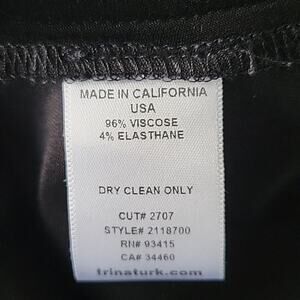 MADE IN CALIFORNIA
USA
96% VISCOSE
4% ELASTHANE
DRY CLEAN ONLY
CUT# 2707
STYLE# 2118700
RN# 93415
CA# 34460
trinaturk.com